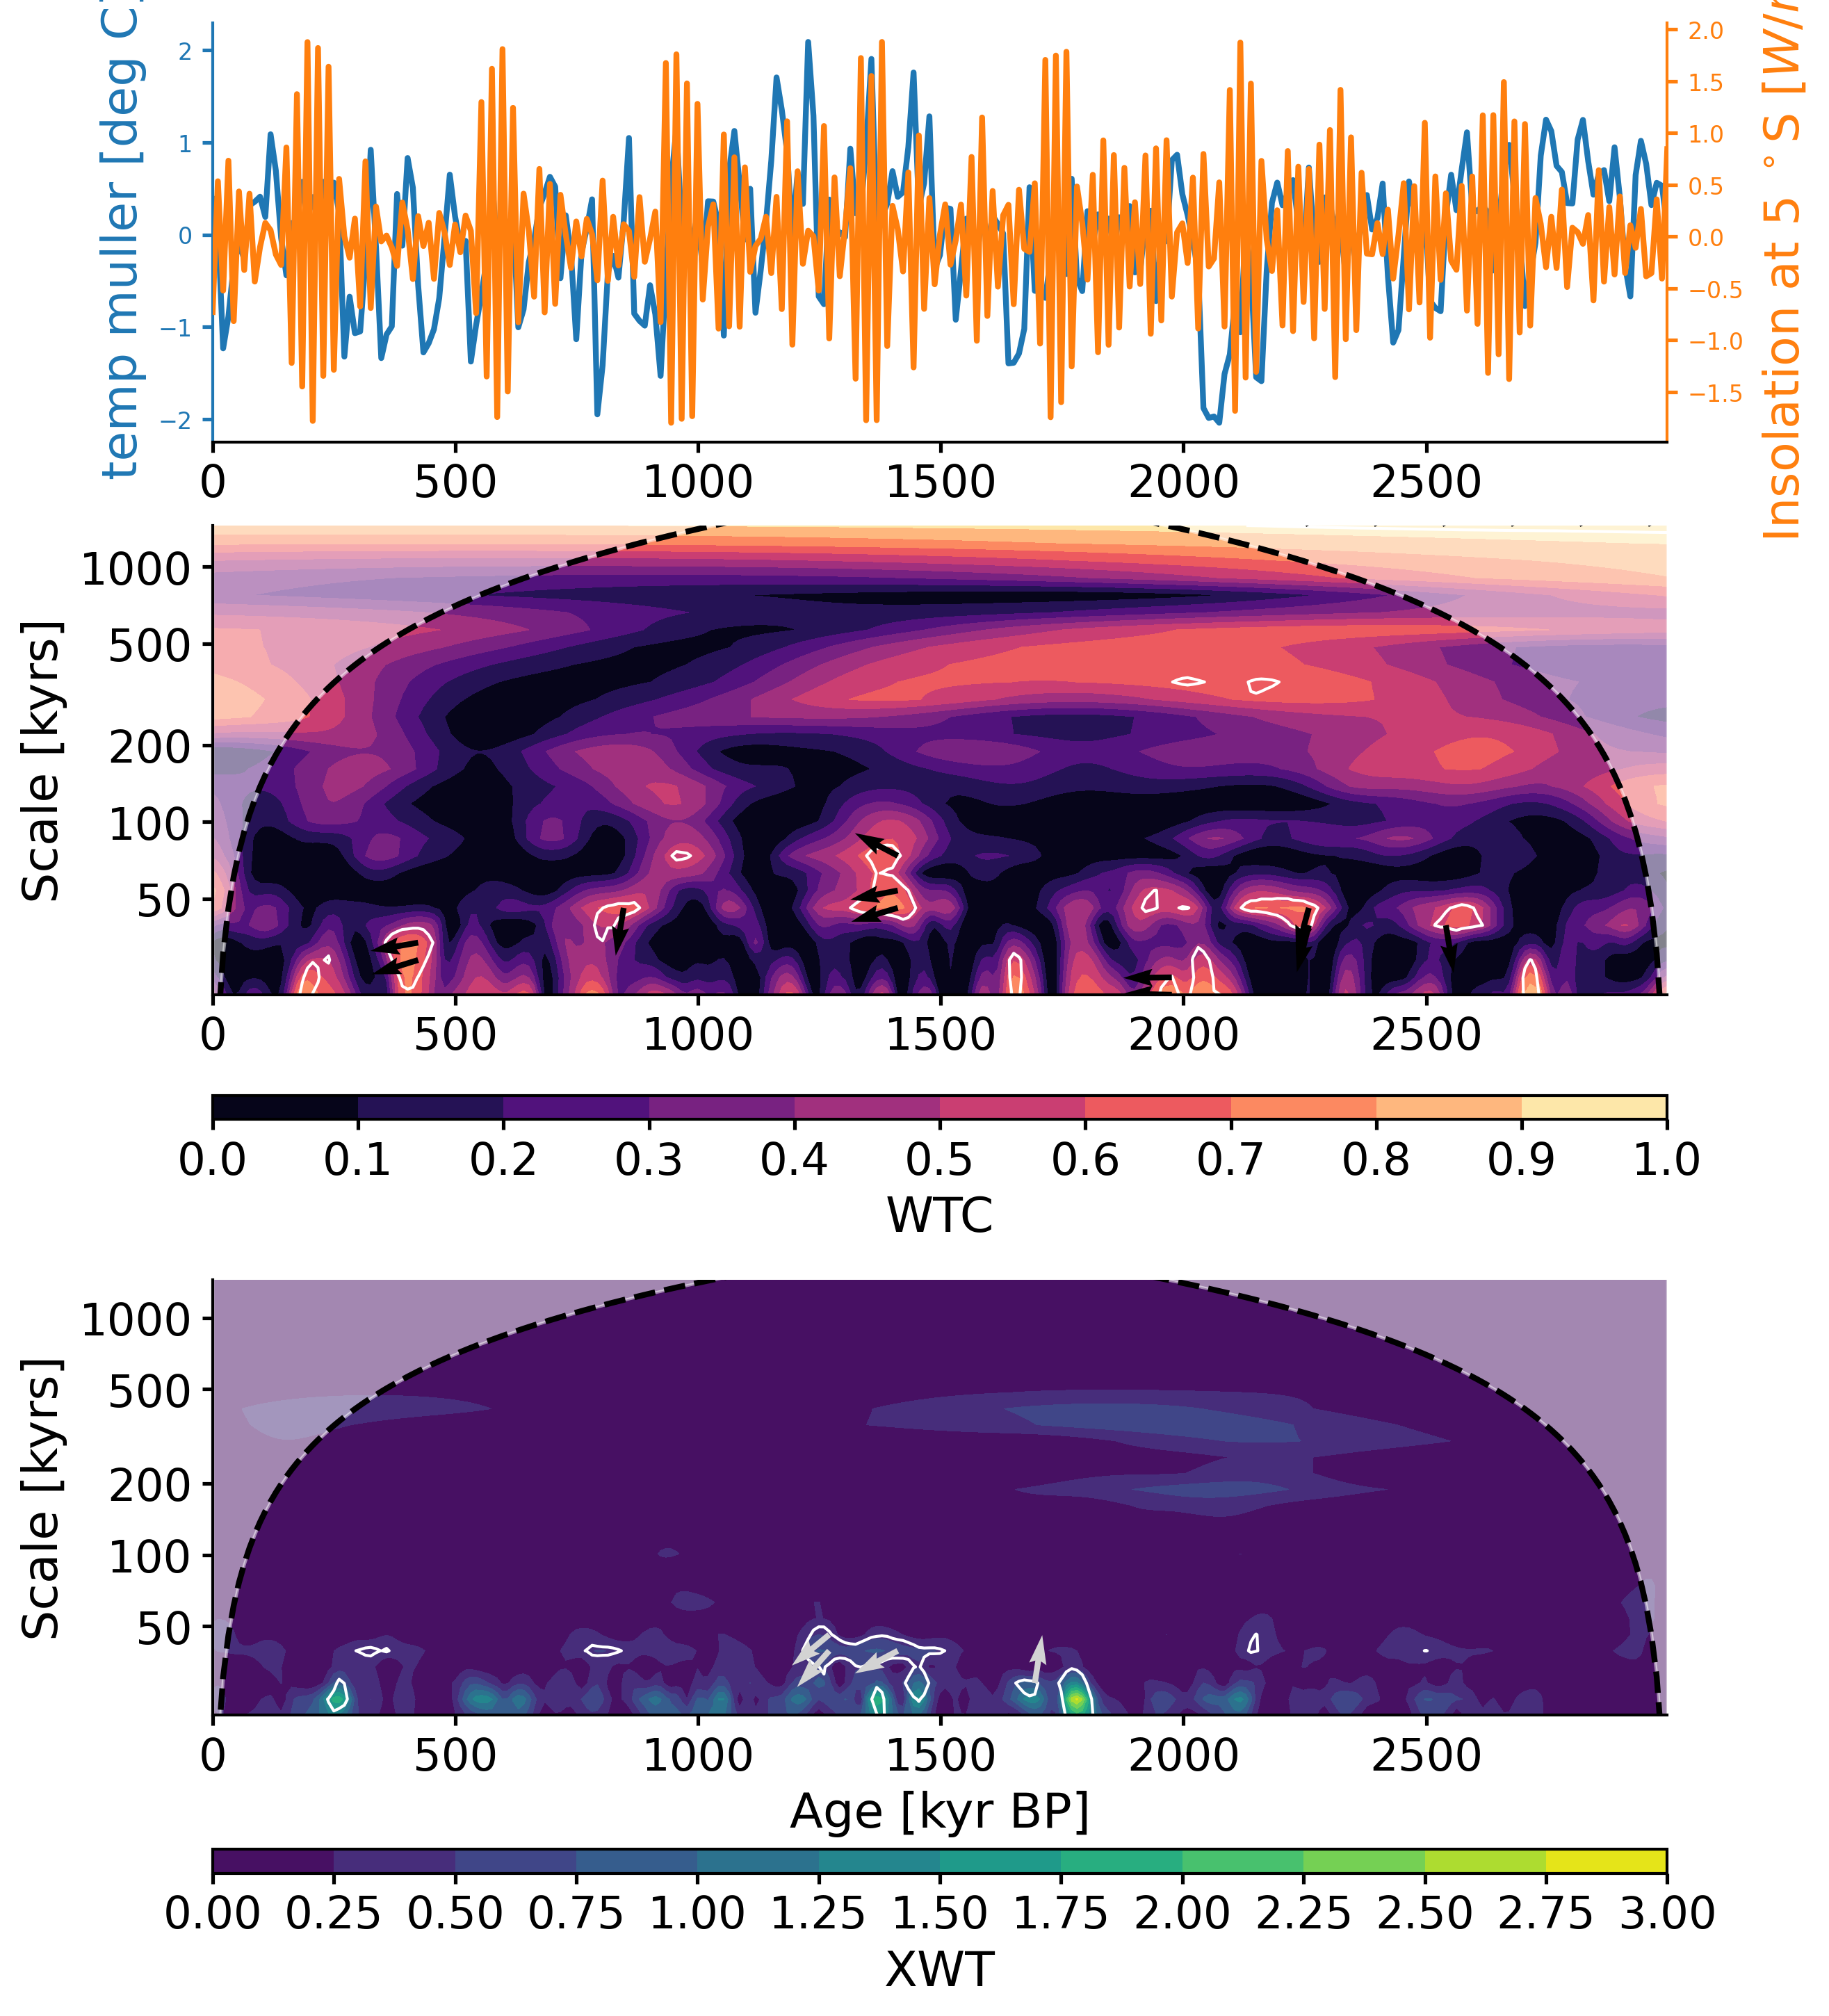 temp muller [deg C]
2
1
0
−1
−2
2.0
1.5
1.0
0.5
0.0
−0.5
−1.0
−1.5
Insolation at 5 °S [W/
0 500 1000 1500 2000 2500
Scale [kyrs]
1000
500
200
100
50
0 500 1000 1500 2000 2500
0.0 0.1 0.2 0.3 0.4 0.5 0.6 0.7 0.8 0.9 1.0
WTC
Scale [kyrs]
1000
500
200
100
50
0 500 1000 1500 2000 2500
Age [kyr BP]
0.00 0.25 0.50 0.75 1.00 1.25 1.50 1.75 2.00 2.25 2.50 2.75 3.00
XWT